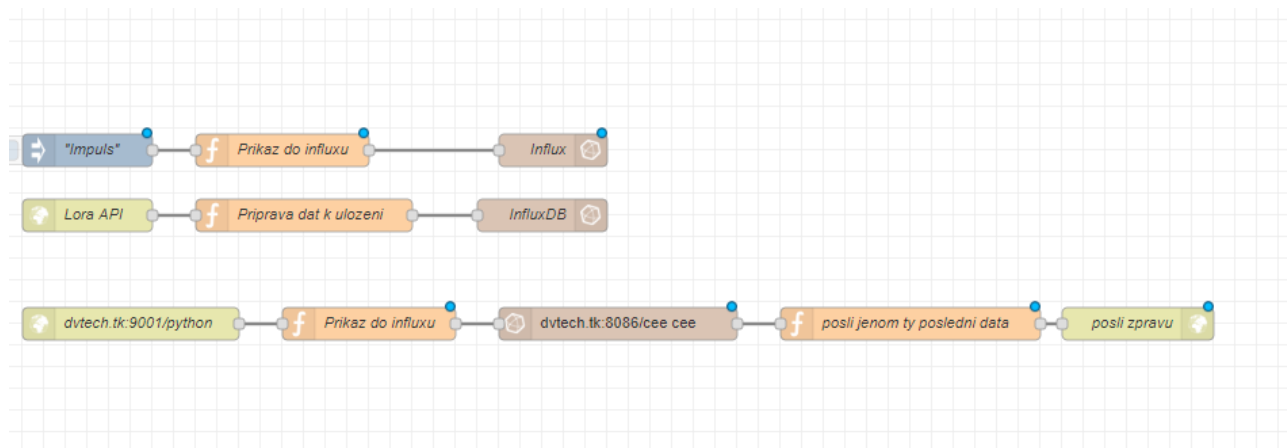 "Impuls"
Prikaz do influxu
Influx
Lora API
Priprava dat k ulozeni
InfluxDB
dvtech.tk:9001/python
Prikaz do influxu
dvtech.tk:8086/cee cee
posli jenom ty posledni data
posli zpravu